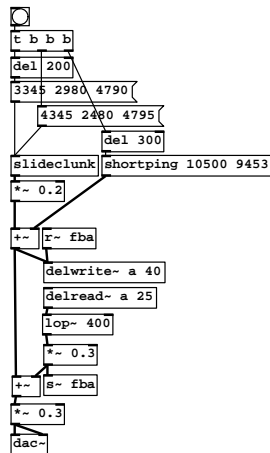 t b b b
del 200
3345 2980 4790
4345 2480 4795
del 300
slideclunk
shortping 10500 9453
*~ 0.2
+~
r~ fba
delwrite~ a 40
delread~ a 25
lop~ 400
*~ 0.3
+~
s~ fba
*~ 0.3
dac~